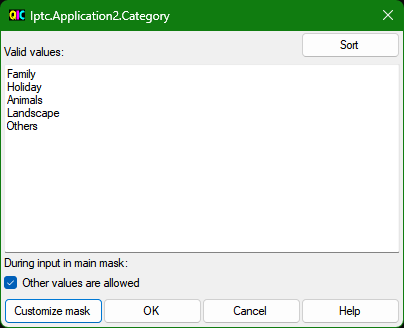 QIC Iptc.Application2.Category
Valid values:
Sort
Family
Holiday
Animals
Landscape
Others
During input in main mask:
Other values are allowed
Customize mask OK Cancel Help